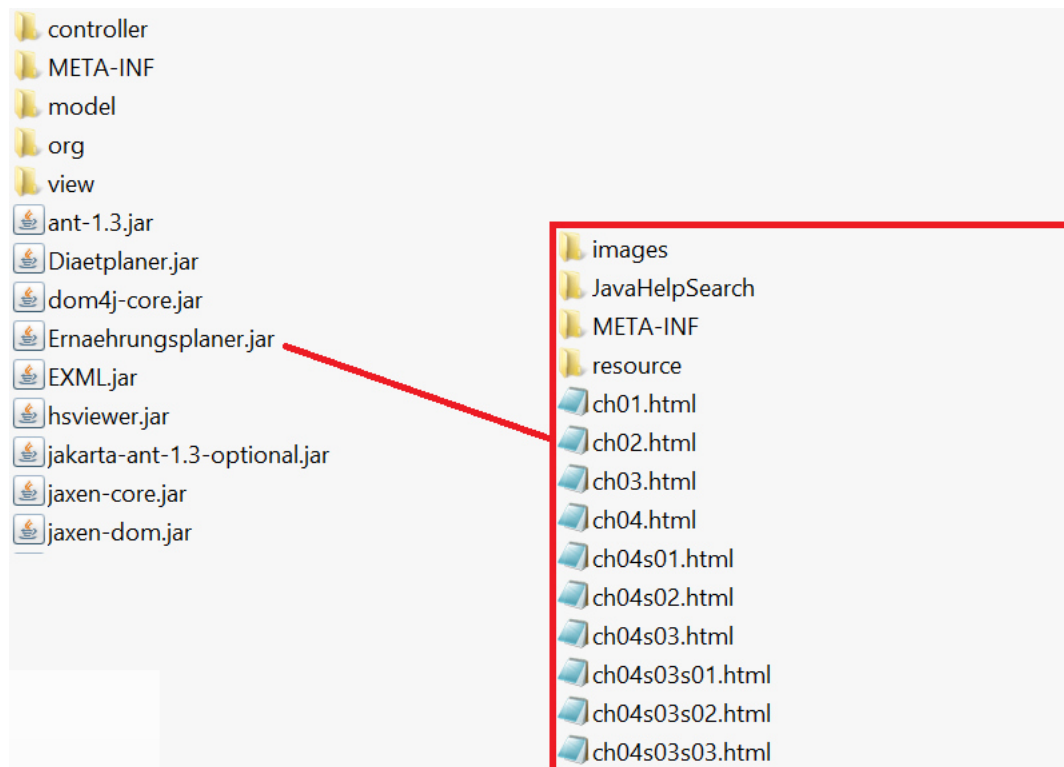 controller
META-INF
model
org
view
ant-1.3.jar
Diaetplaner.jar
dom4j-core.jar
Ernaehrungsplaner.jar
EXML.jar
hsviewer.jar
jakarta-ant-1.3-optional.jar
jaxen-core.jar
jaxen-dom.jar
images
JavaHelpSearch
META-INF
resource
ch01.html
ch02.html
ch03.html
ch04.html
ch04s01.html
ch04s02.html
ch04s03.html
ch04s03s01.html
ch04s03s02.html
ch04s03s03.html